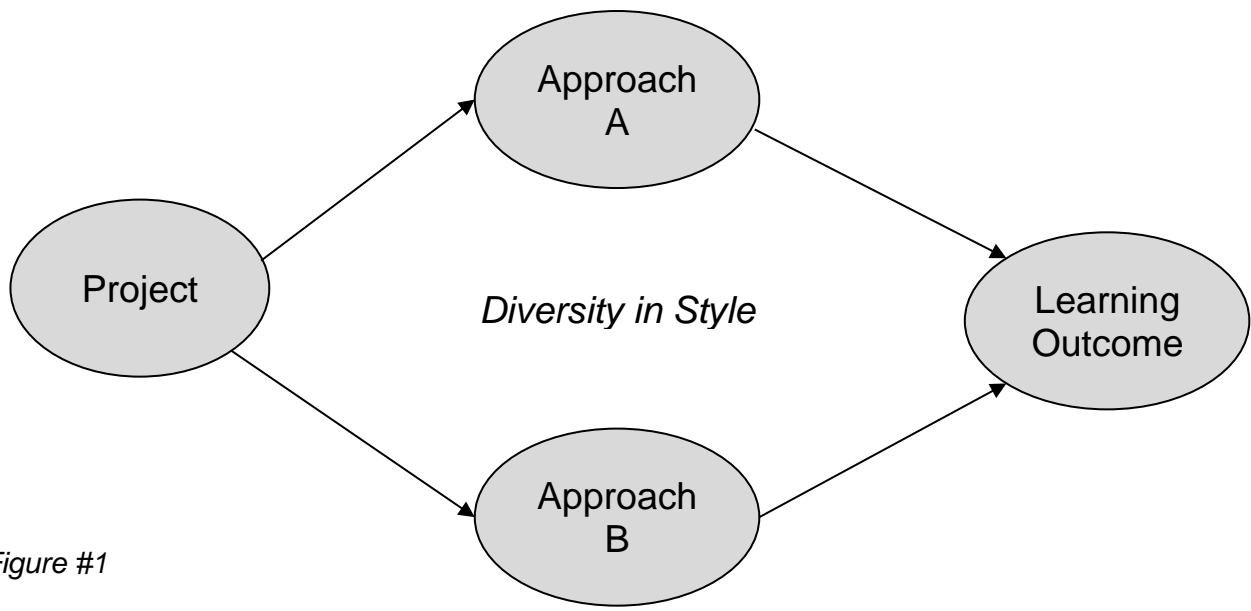 Approach
A
Project
Diversity in Style
Learning
Outcome
Approach
B
Figure #1